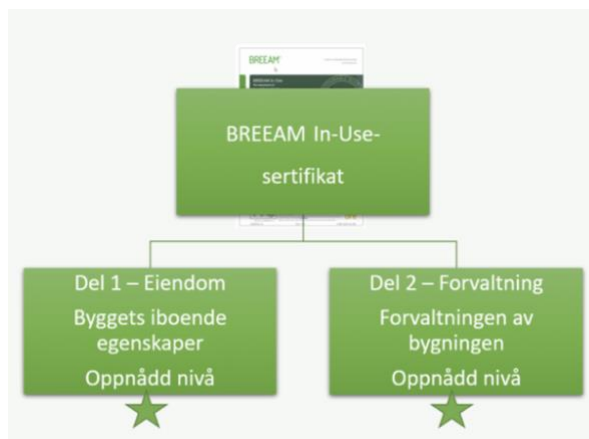 BREEAM
BREEAM In-Use-
sertifikat
Del 1 – Eiendom
Byggets iboende
egenskaper
Oppnådd nivå
Del 2 – Forvaltning
Forvaltningen av
bygningen
Oppnådd nivå